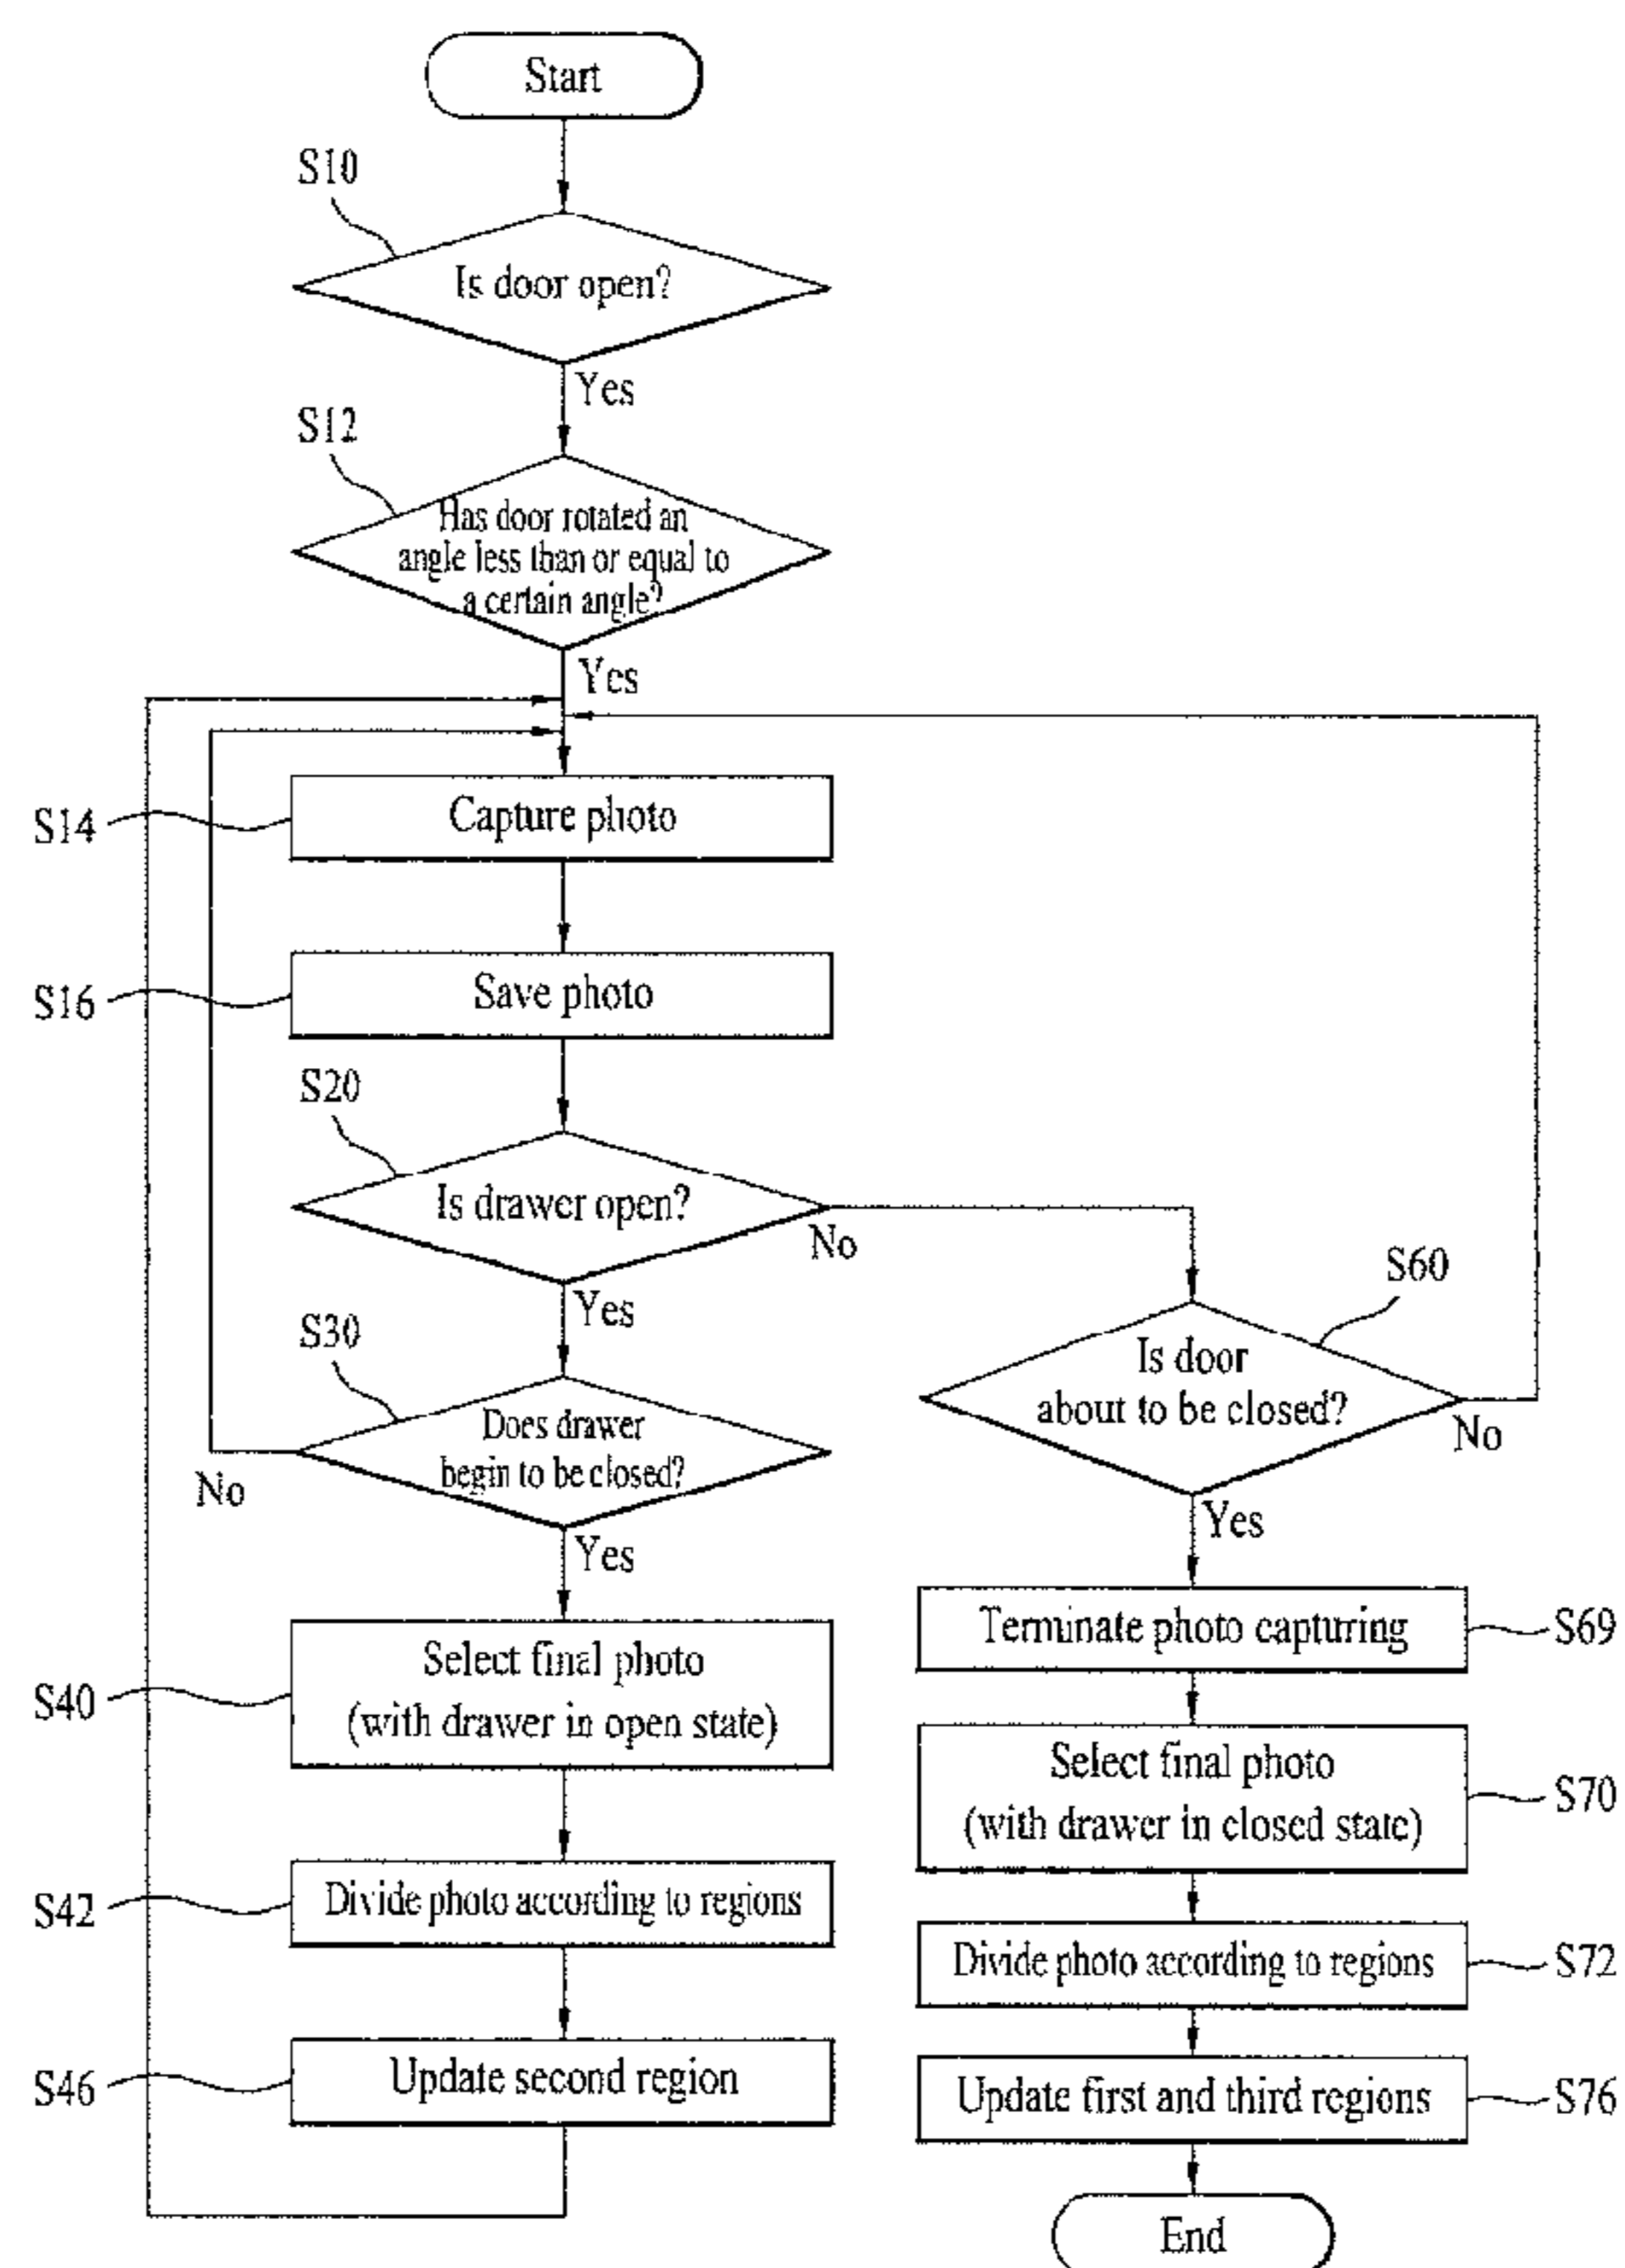 Start
S10
Is door open?
Yes
S12
Has door rotated an
angle less than or equal to
a certain angle?
Yes
S14
Capture photo
S16
Save photo
S20
Is drawer open?
No
Yes
S60
Is door
about to be closed?
No
S30
Does drawer
begin to be closed?
No
Yes
Yes
Terminate photo capturing
S69
S40
Select final photo
(with drawer in open state)
Select final photo
(with drawer in closed state)
S70
S42
Divide photo according to regions
Divide photo according to regions
S72
S46
Update second region
Update first and third regions
S76
End